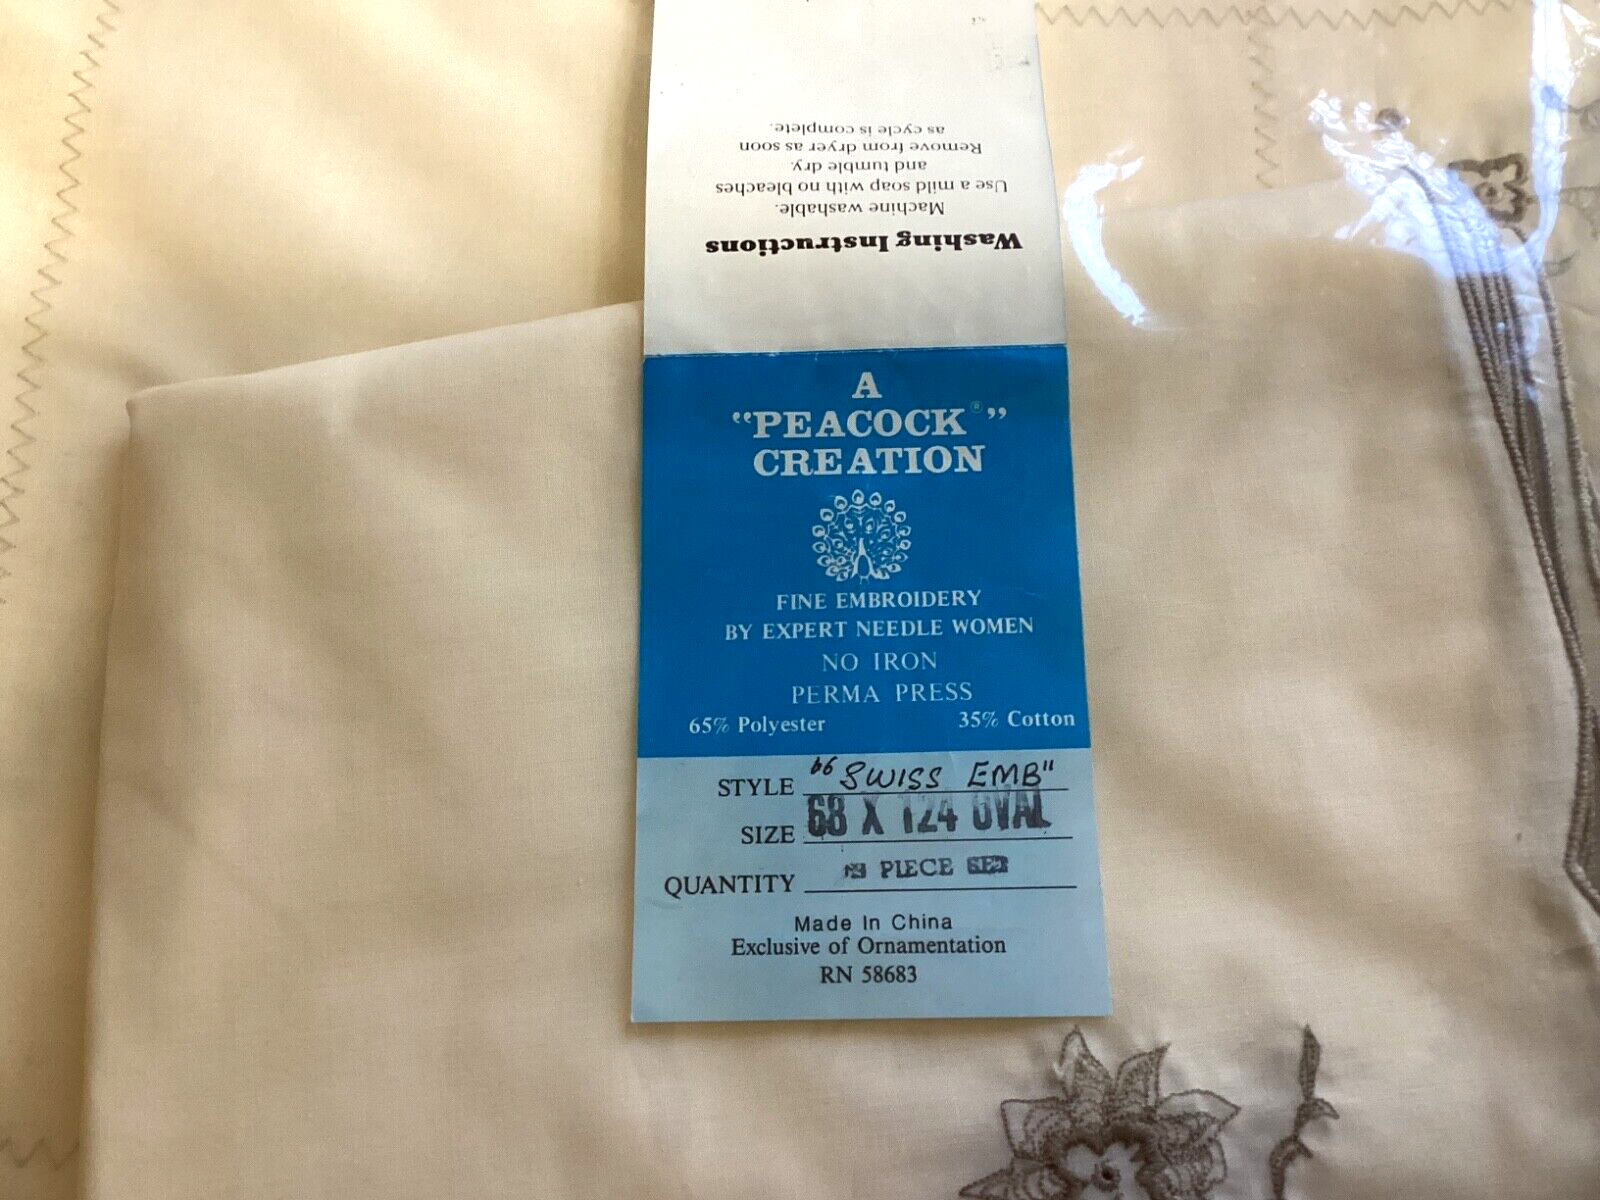 Washing Instructions
Machine washable.
Use a mild soap with no bleaches
and tumble dry.
Remove from dryer as soon
as cycle is complete.
A
"PEACOCK®"
CREATION
FINE EMBROIDERY
BY EXPERT NEEDLE WOMEN
NO IRON
PERMA PRESS
65% Polyester 35% Cotton
STYLE "SWISS EMB"
SIZE 68 X 124 OVAL
QUANTITY PIECE SET
Made In China
Exclusive of Ornamentation
RN 58683